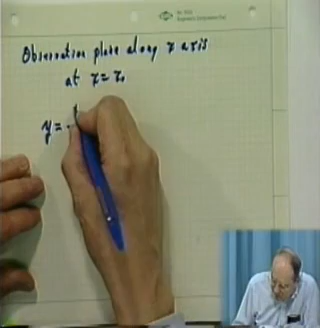 Observation plane along x axis
at x = x₀
y =